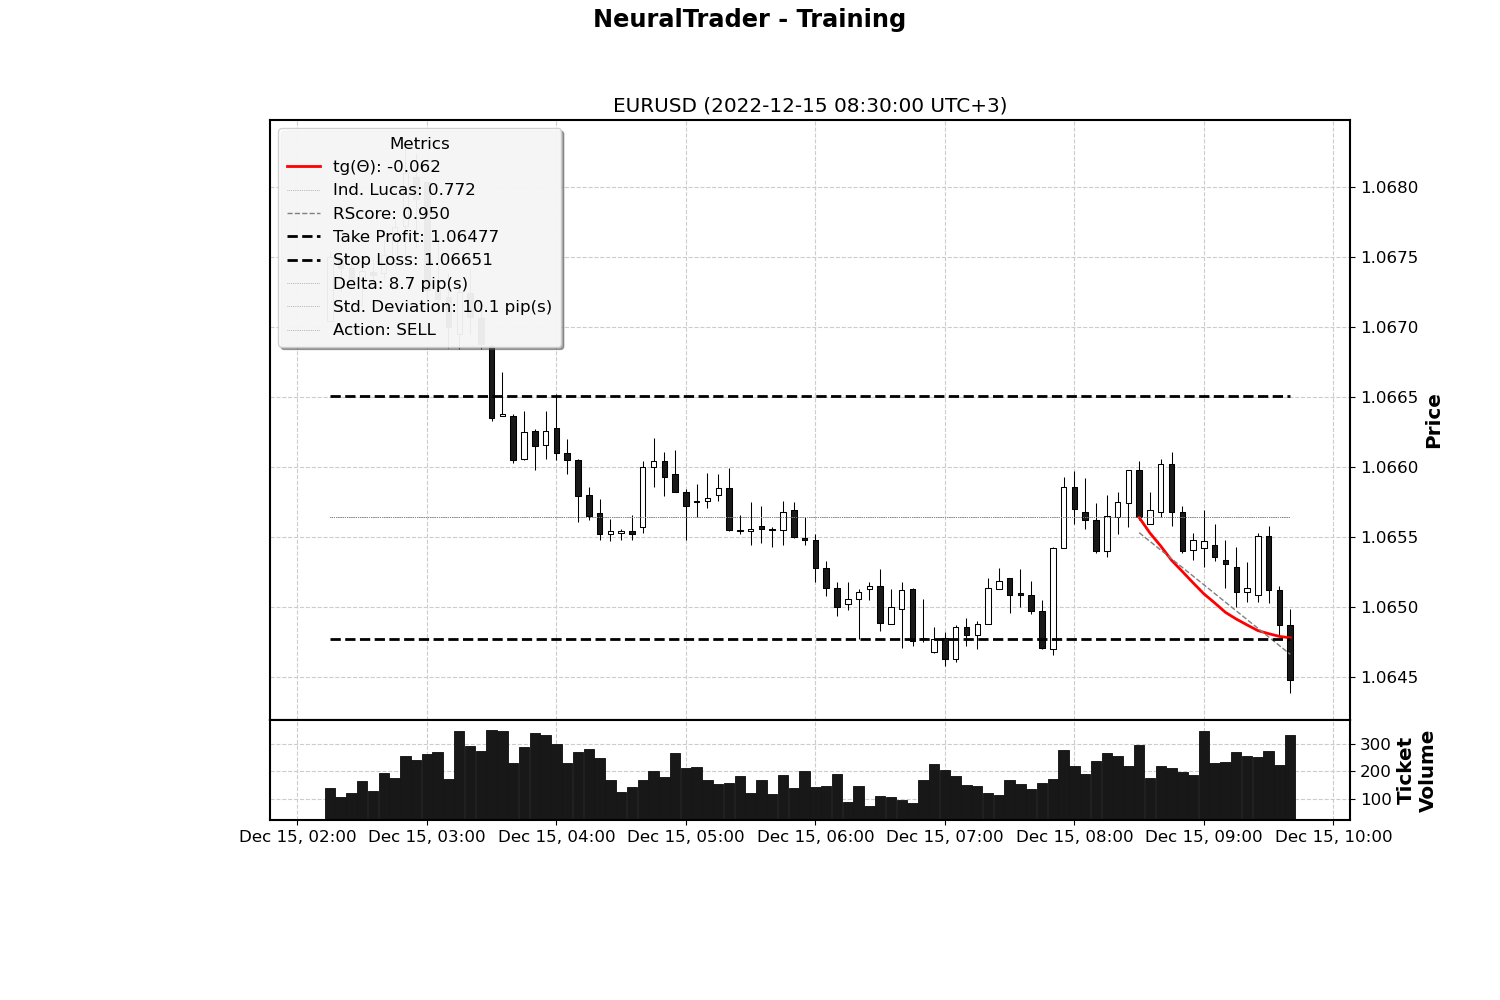 NeuralTrader - Training
EURUSD (2022-12-15 08:30:00 UTC+3)
Metrics
tg(Θ): -0.062
Ind. Lucas: 0.772
RScore: 0.950
Take Profit: 1.06477
Stop Loss: 1.06651
Delta: 8.7 pip(s)
Std. Deviation: 10.1 pip(s)
Action: SELL
1.0680
1.0675
1.0670
1.0665
1.0660
1.0655
1.0650
1.0645
Price
300
200
100
Ticket
Volume
Dec 15, 02:00 Dec 15, 03:00 Dec 15, 04:00 Dec 15, 05:00 Dec 15, 06:00 Dec 15, 07:00 Dec 15, 08:00 Dec 15, 09:00 Dec 15, 10:00